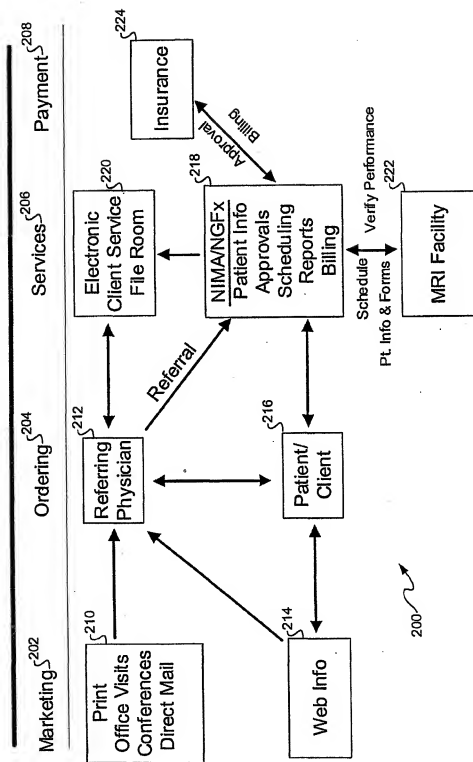 Marketing 202
Ordering 204
Services 206
Payment 208
210
Print
Office Visits
Conferences
Direct Mail
212
Referring
Physician
220
Electronic
Client Service
File Room
224
Insurance
Referral
Approval
Billing
218
NIMA/NGFx
Patient Info
Approvals
Scheduling
Reports
Billing
214
Web Info
216
Patient/
Client
Schedule
Pt. Info & Forms
Verify Performance
222
MRI Facility
200